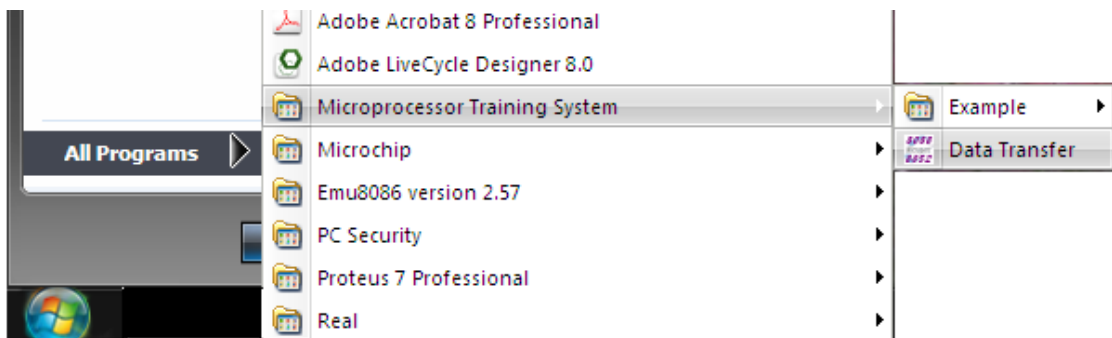 Adobe Acrobat 8 Professional
Adobe LiveCycle Designer 8.0
Microprocessor Training System
Example
All Programs
Microchip
Data Transfer
Emu8086 version 2.57
PC Security
Proteus 7 Professional
Real